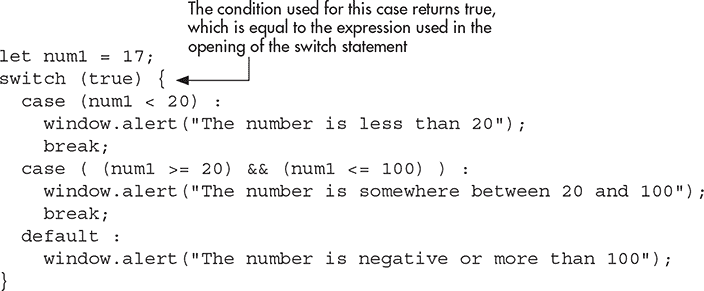 The condition used for this case returns true,
which is equal to the expression used in the
opening of the switch statement
let num1 = 17;
switch (true) {
case (num1 < 20) :
window.alert("The number is less than 20");
break;
case ( (num1 >= 20) && (num1 <= 100) ) :
window.alert("The number is somewhere between 20 and 100");
break;
default :
window.alert("The number is negative or more than 100");
}